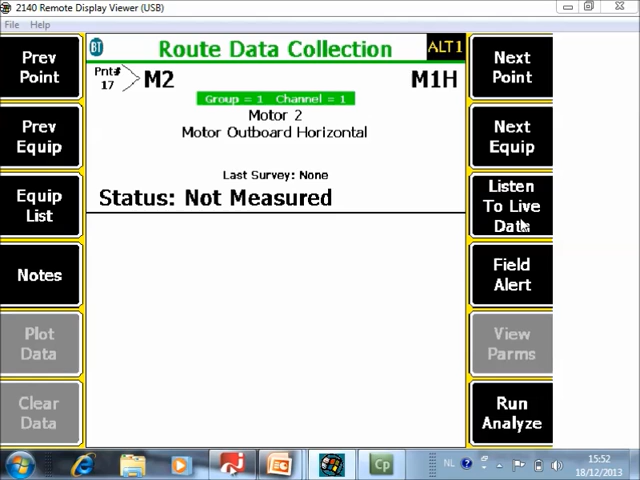 2140 Remote Display Viewer (USB)
File Help
Prev
Point
Prev
Equip
Equip
List
Notes
Plot
Data
Clear
Data
BT
Route Data Collection
ALT1
Pnt#
17
M2
M1H
Group = 1 Channel = 1
Motor 2
Motor Outboard Horizontal
Last Survey: None
Status: Not Measured
Next
Point
Next
Equip
Listen
To Live
Data
Field
Alert
View
Parms
Run
Analyze
Cp
NL
15:52
18/12/2013